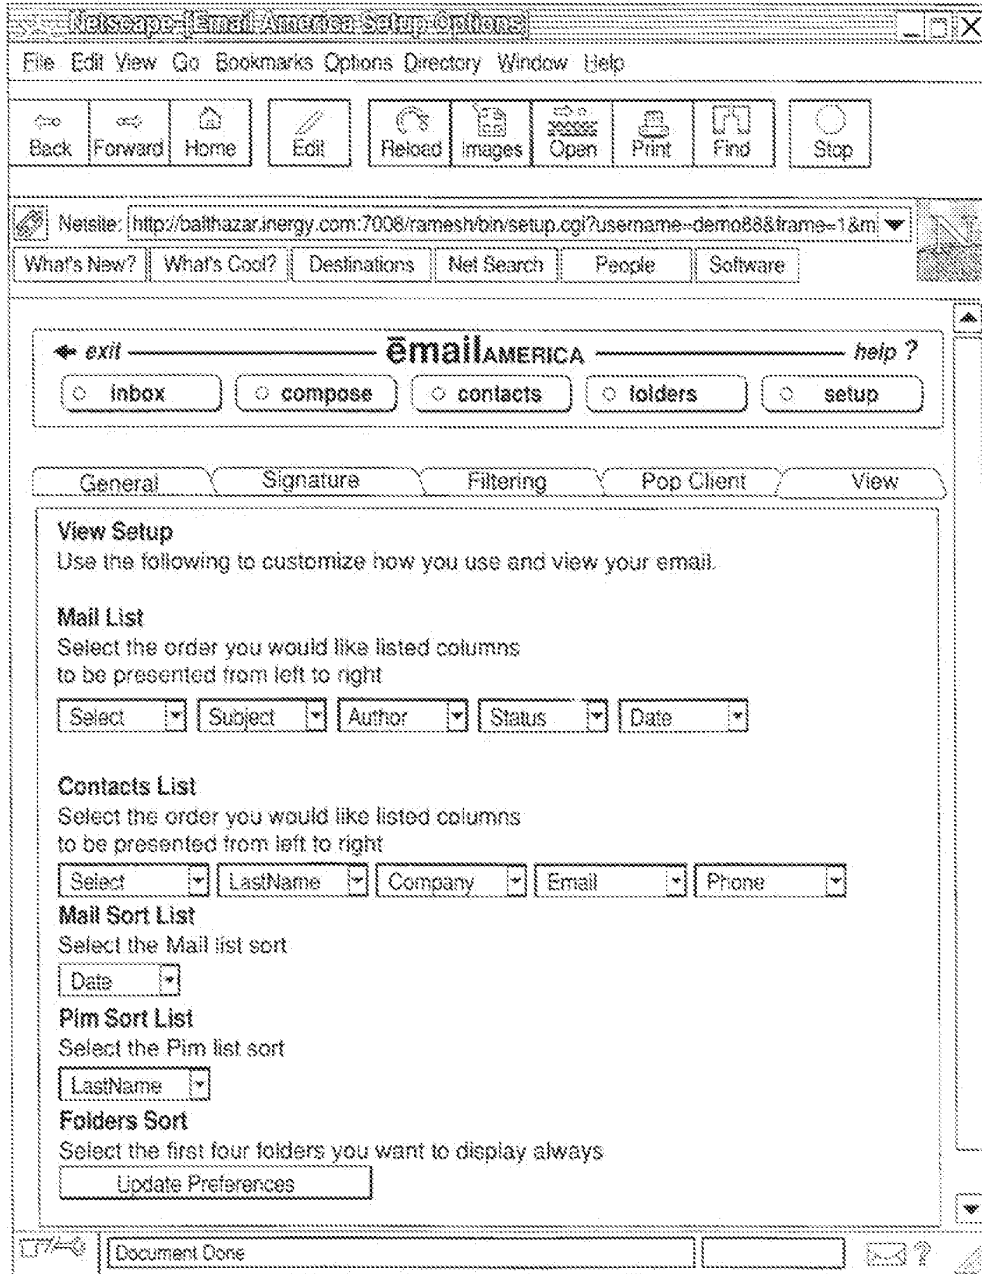 Netscape-[Email America Setup Options]
File Edit View Go Bookmarks Options Directory Window Help
Back Forward Home Edit Reload Images Open Print Find Stop
Netsite: http://balthazar.inergy.com:7008/ramesh/bin/setup.cgi?username=demo88&frame=1&m
What's New? What's Cool? Destinations Net Search People Software
exit ēmailAMERICA help ?
inbox compose contacts folders setup
General Signature Filtering Pop Client View
View Setup
Use the following to customize how you use and view your email.
Mail List
Select the order you would like listed columns
to be presented from left to right
Select Subject Author Status Date
Contacts List
Select the order you would like listed columns
to be presented from left to right
Select LastName Company Email Phone
Mail Sort List
Select the Mail list sort
Date
Pim Sort List
Select the Pim list sort
LastName
Folders Sort
Select the first four folders you want to display always
Update Preferences
Document Done